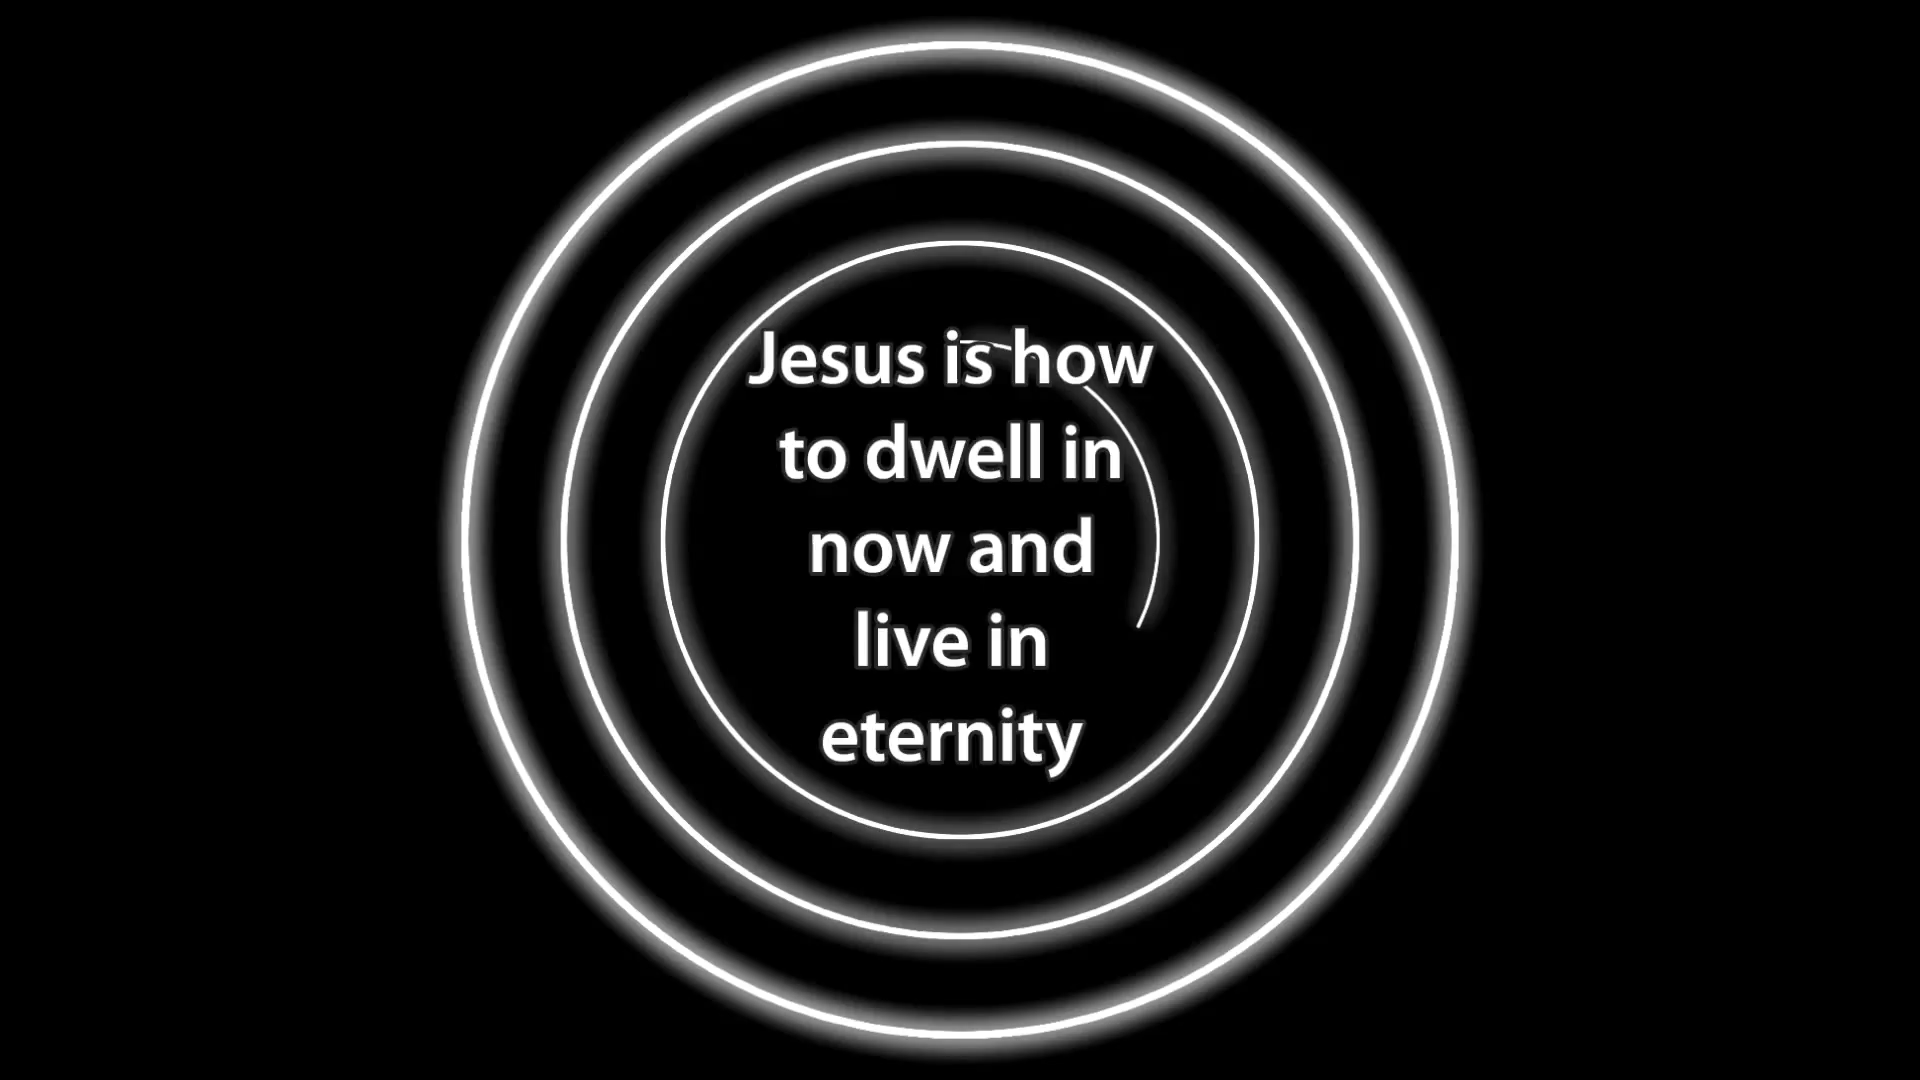 Jesus is how
to dwell in
now and
live in
eternity